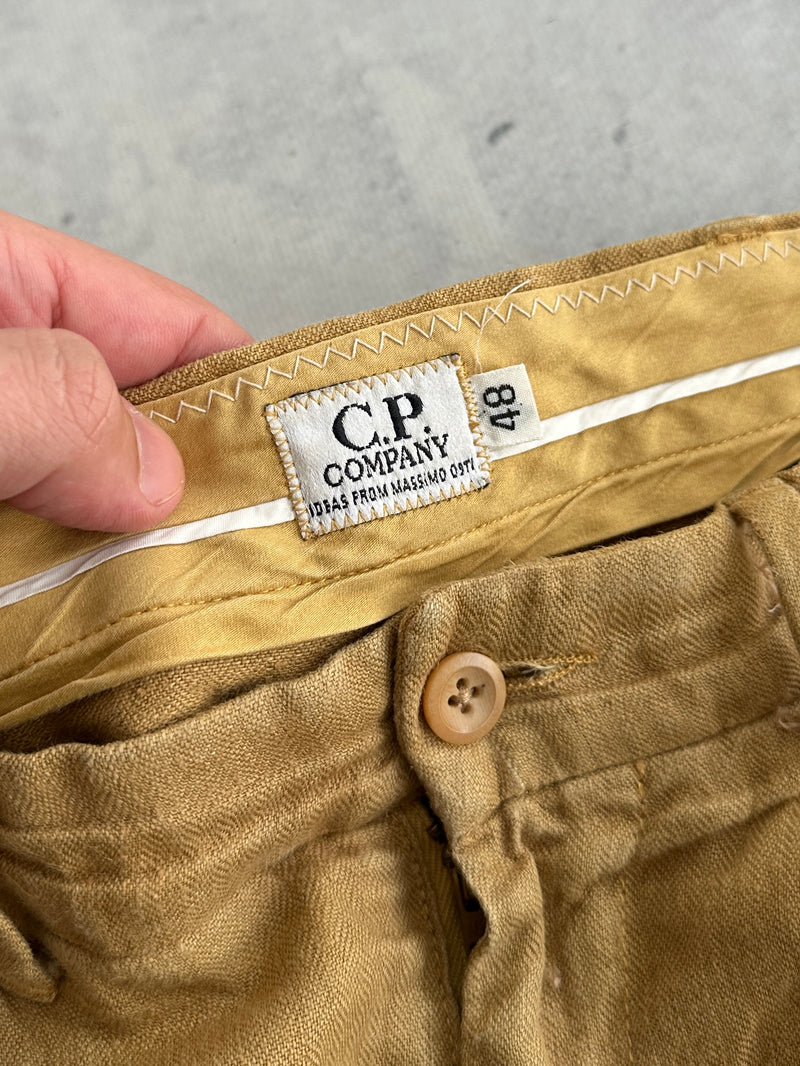 C.P.
COMPANY
IDEAS FROM MASSIMO OSTI
48